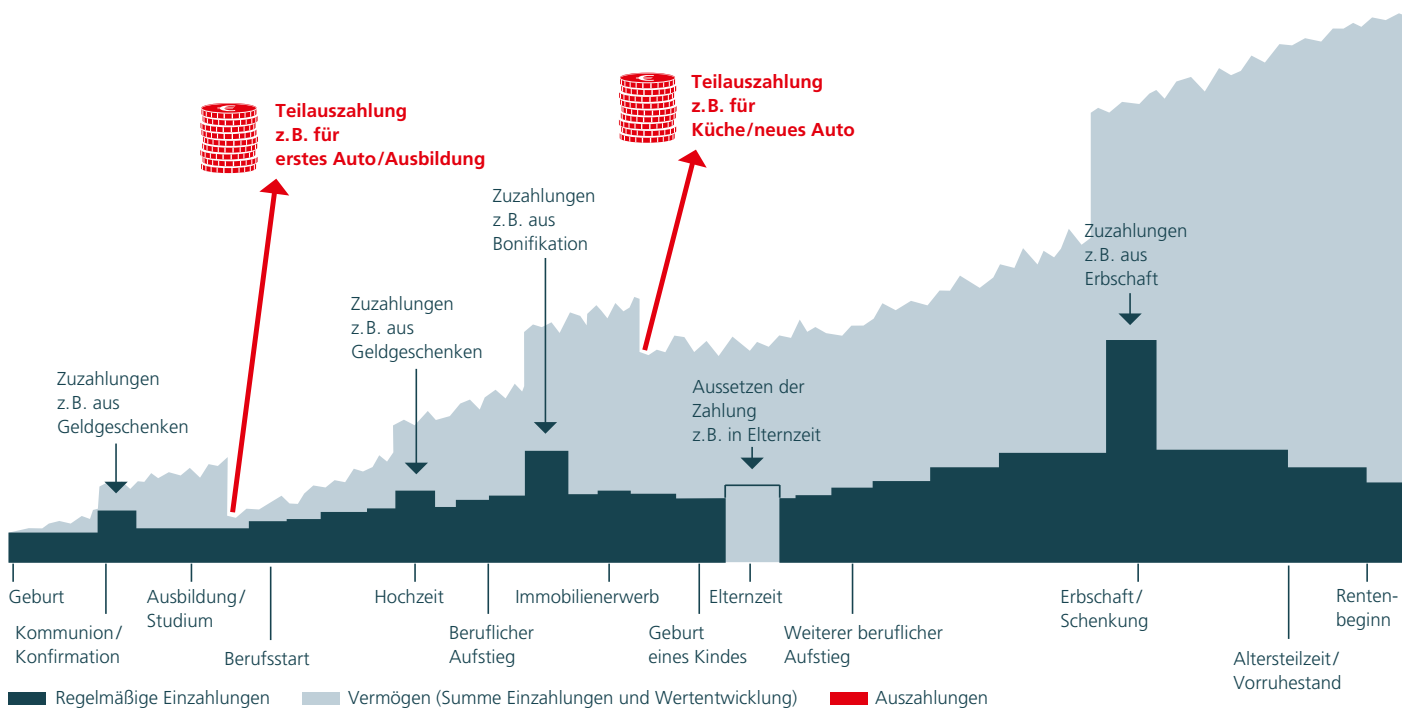 Teilauszahlung
z.B. für
erstes Auto/Ausbildung
Teilauszahlung
z.B. für
Küche/neues Auto
Zuzahlungen
z.B. aus
Geldgeschenken
Zuzahlungen
z.B. aus
Geldgeschenken
Zuzahlungen
z.B. aus
Bonifikation
Aussetzen der
Zahlung
z.B. in Elternzeit
Zuzahlungen
z.B. aus
Erbschaft
Geburt
Kommunion/
Konfirmation
Ausbildung/
Studium
Berufsstart
Hochzeit
Beruflicher
Aufstieg
Immobilienerwerb
Geburt
eines Kindes
Elternzeit
Weiterer beruflicher
Aufstieg
Erbschaft/
Schenkung
Altersteilzeit/
Vorruhestand
Renten-
beginn
Regelmäßige Einzahlungen
Vermögen (Summe Einzahlungen und Wertentwicklung)
Auszahlungen